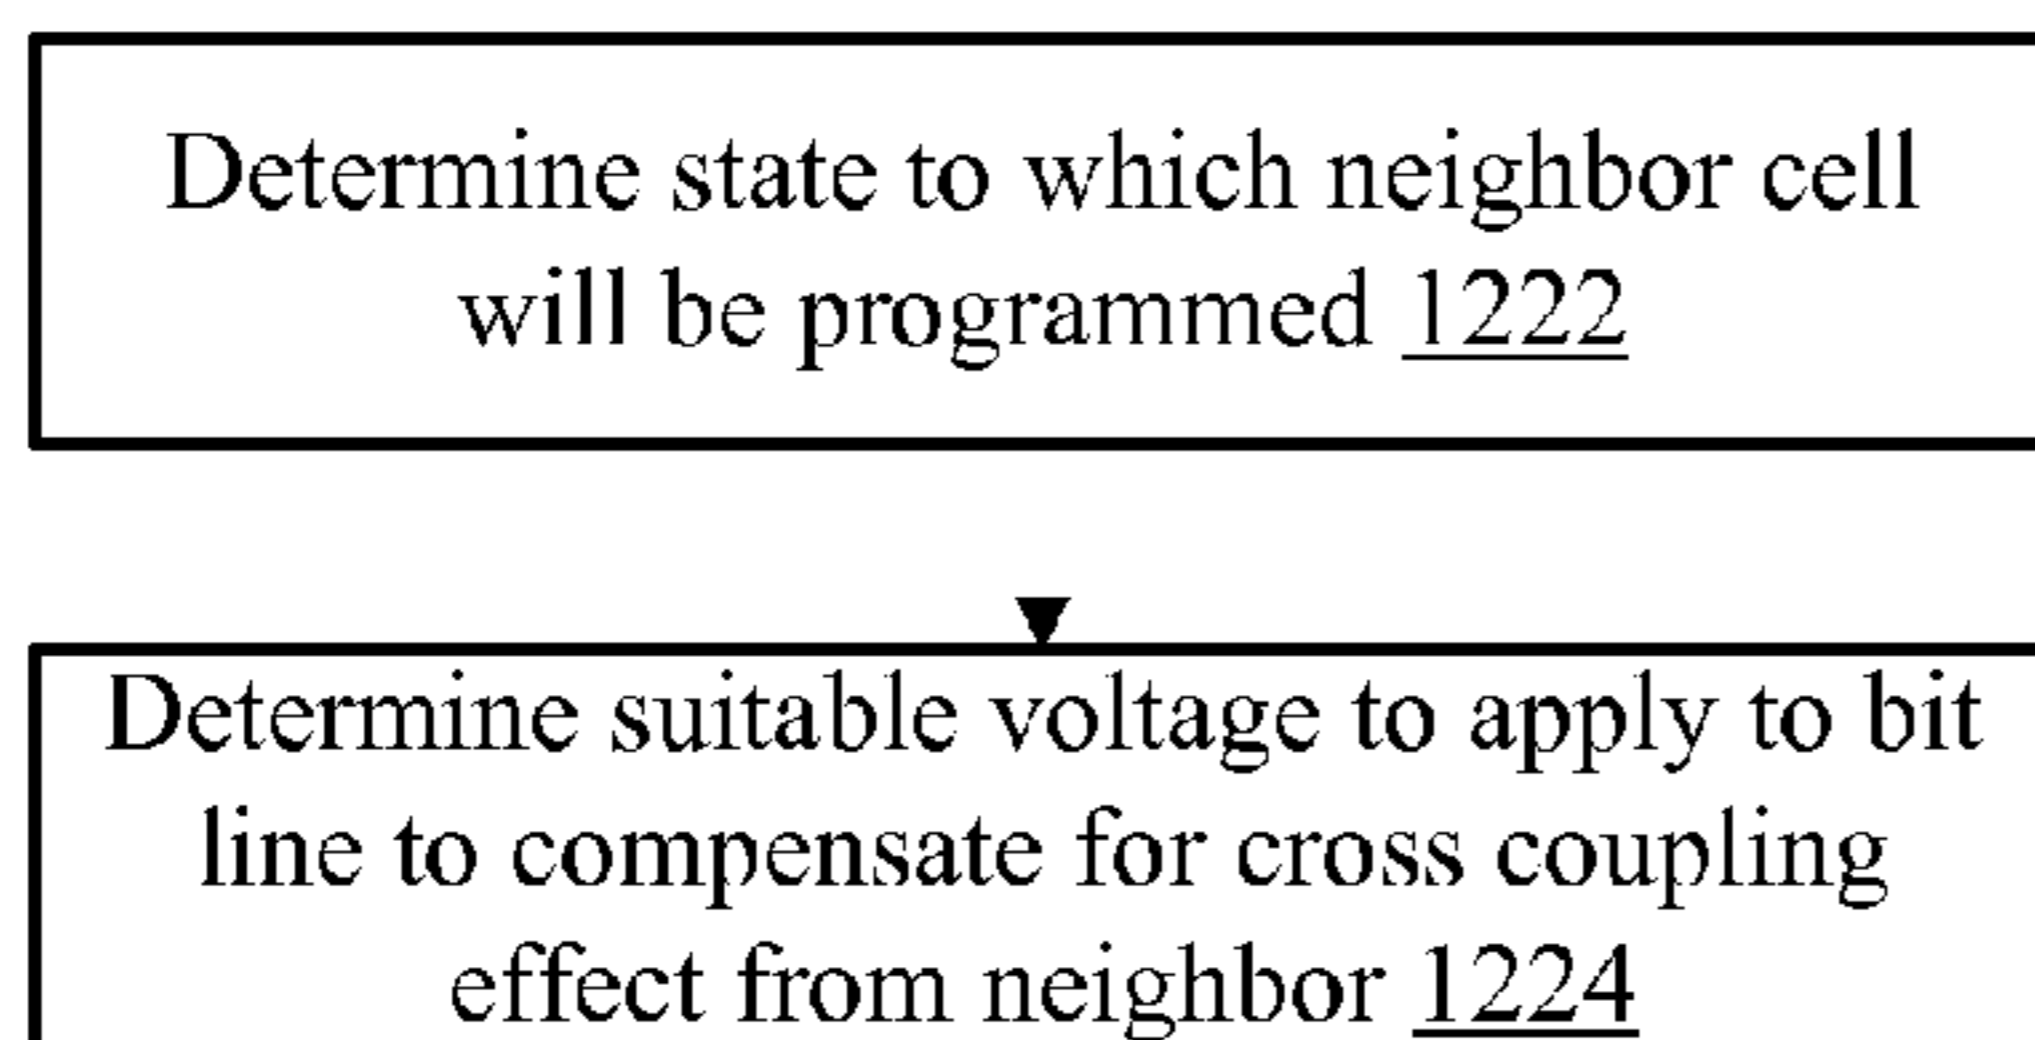 Determine state to which neighbor cell
will be programmed 1222
Determine suitable voltage to apply to bit
line to compensate for cross coupling
effect from neighbor 1224